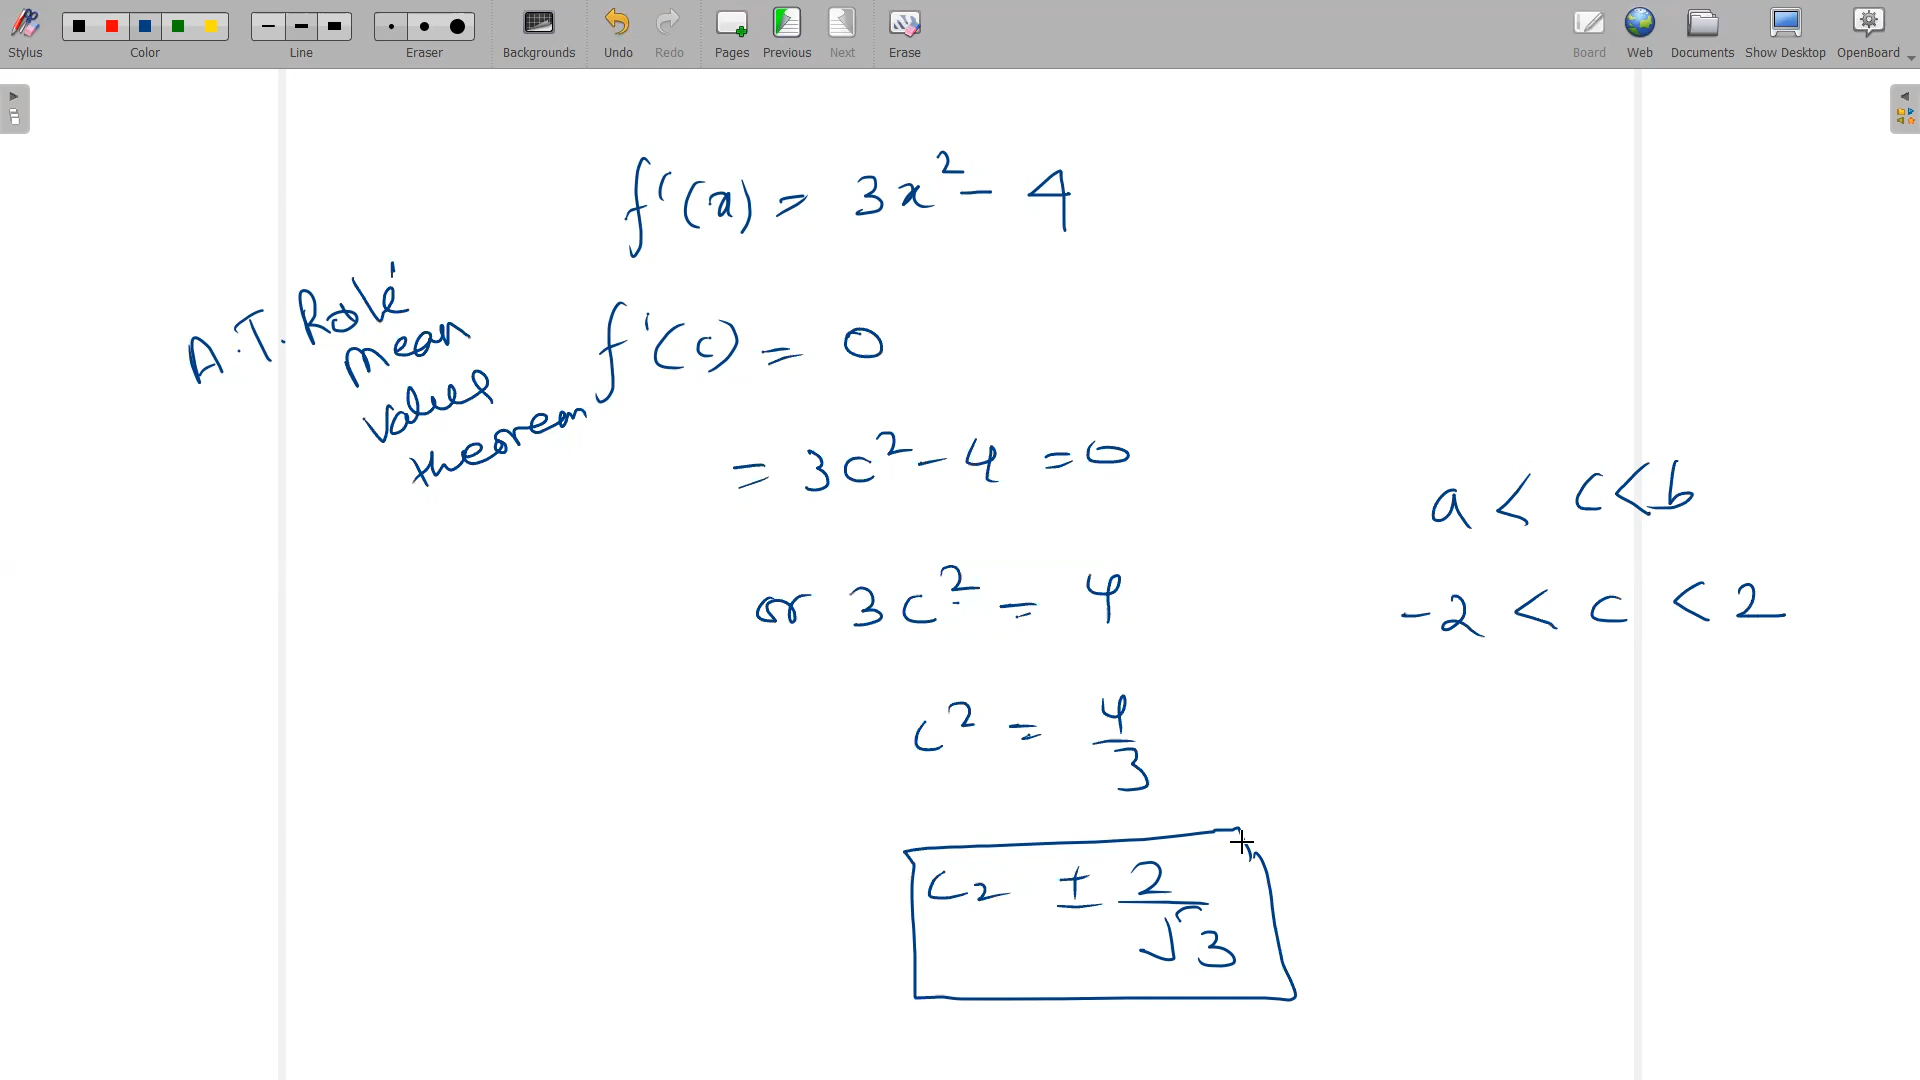 Stylus Color Line Eraser Backgrounds Undo Redo Pages Previous Next Erase Board Web Documents Show Desktop OpenBoard
f'(x) = 3x² - 4
A.T. Role'
mean
value
theorem
f'(c) = 0
= 3c² - 4 = 0
or 3c² = 4
c² = 4/3
c = ± 2/√3
a < c < b
-2 < c < 2